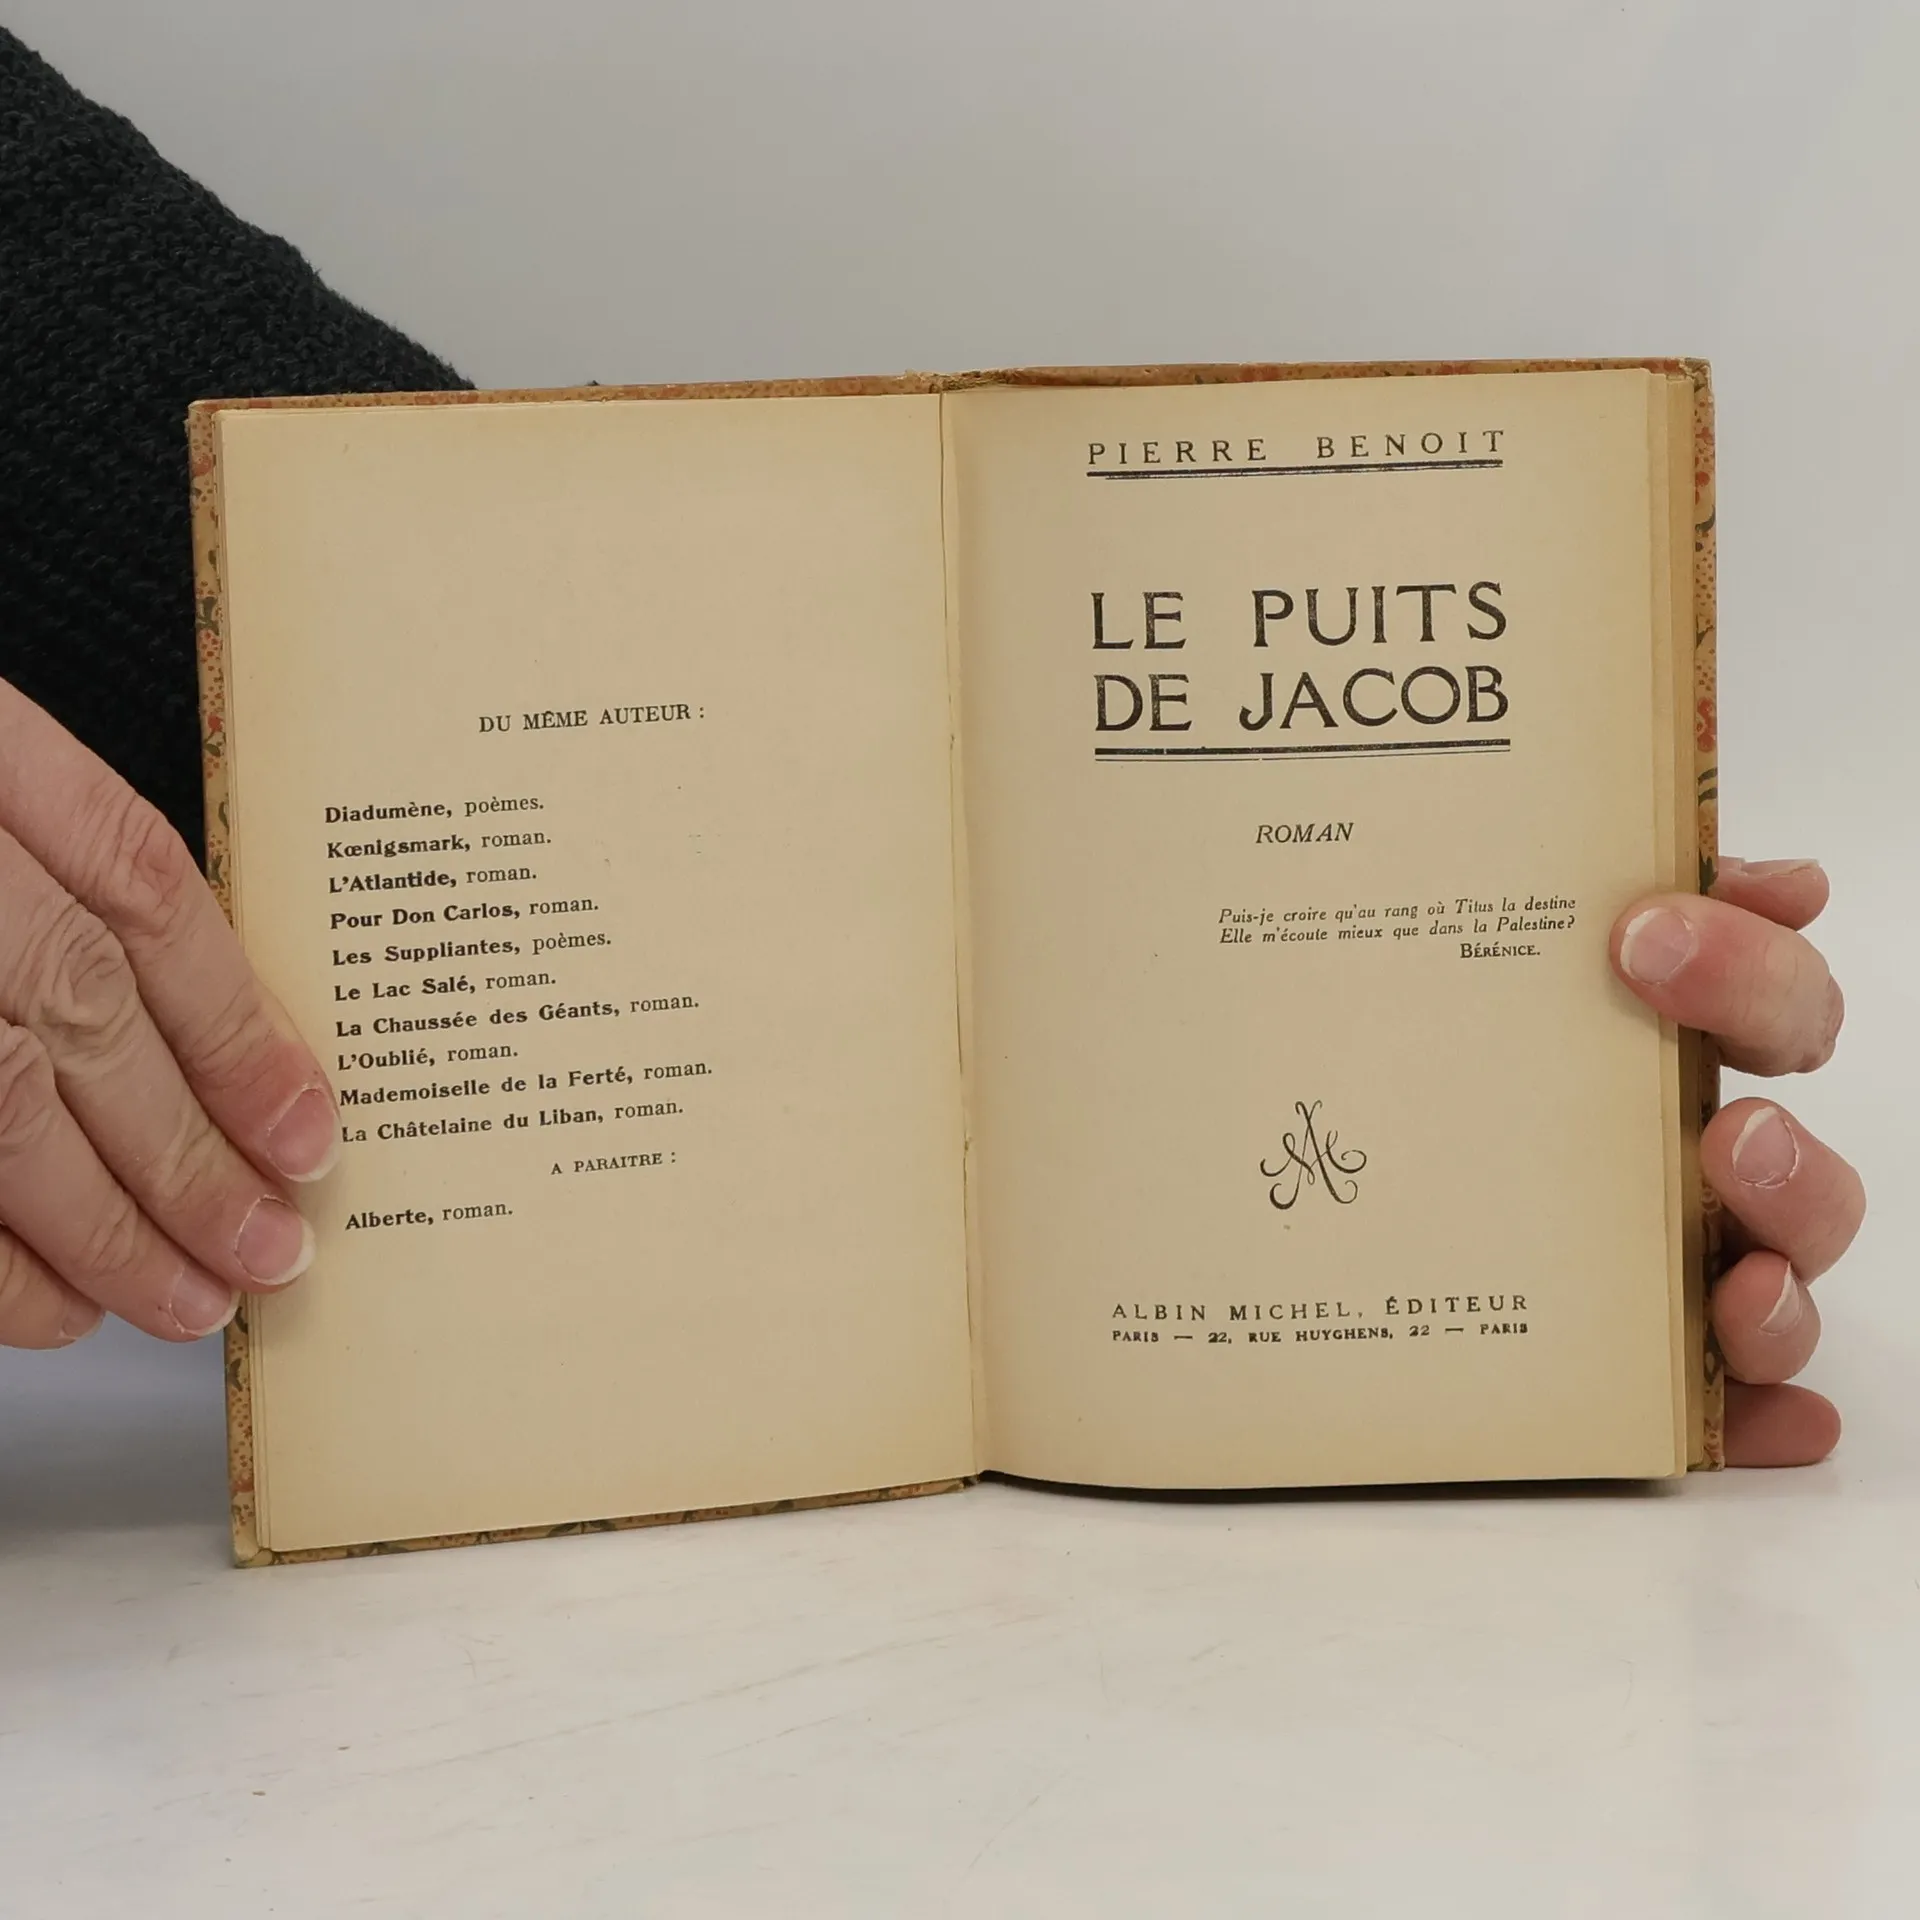 DU MÊME AUTEUR :
Diadumène, poèmes.
Kœnigsmark, roman.
L'Atlantide, roman.
Pour Don Carlos, roman.
Les Suppliantes, poèmes.
Le Lac Salé, roman.
La Chaussée des Géants, roman.
L'Oublié, roman.
Mademoiselle de la Ferté, roman.
La Châtelaine du Liban, roman.
A PARAITRE :
Alberte, roman.
PIERRE BENOIT
LE PUITS
DE JACOB
ROMAN
Puis-je croire qu'au rang où Titus la destine
Elle m'écoute mieux que dans la Palestine?
BÉRÉNICE.
AM
ALBIN MICHEL, ÉDITEUR
PARIS — 22, RUE HUYGHENS, 22 — PARIS